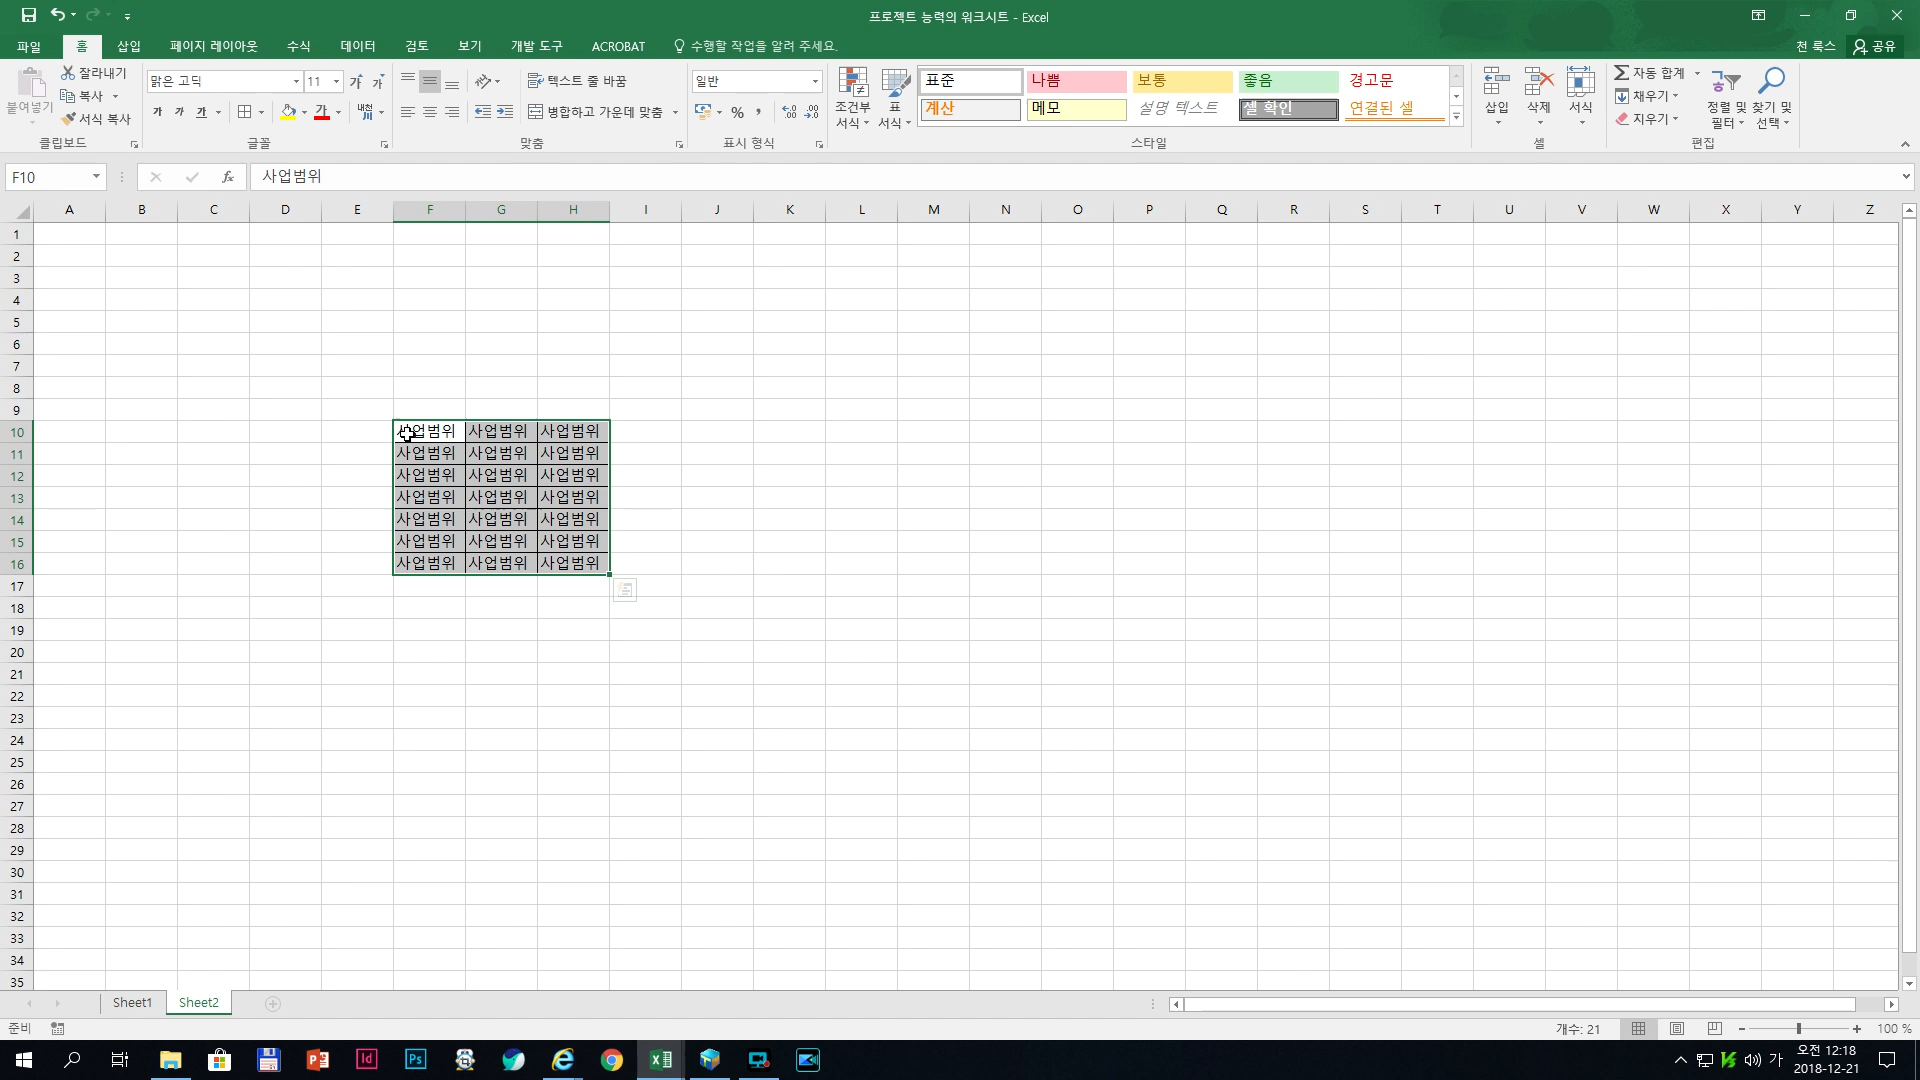 프로젝트 능력의 워크시트 - Excel
파일 홈 삽입 페이지 레이아웃 수식 데이터 검토 보기 개발 도구 ACROBAT 수행할 작업을 알려 주세요. 천 룩스 공유
붙여넣기 잘라내기 복사 서식 복사 클립보드
맑은 고딕 11 가 가
가 가 가 가 내천
글꼴
텍스트 줄 바꿈
병합하고 가운데 맞춤
맞춤
일반
%
표시 형식
조건부 서식 표 서식
표준 나쁨 보통 좋음 경고문
계산 메모 설명 텍스트 셀 확인 연결된 셀
스타일
삽입 삭제 서식
셀
자동 합계
채우기
지우기
정렬 및 필터 찾기 및 선택
편집
F10 fx 사업범위
A B C D E F G H I J K L M N O P Q R S T U V W X Y Z
1
2
3
4
5
6
7
8
9
10 사업범위 사업범위 사업범위
11 사업범위 사업범위 사업범위
12 사업범위 사업범위 사업범위
13 사업범위 사업범위 사업범위
14 사업범위 사업범위 사업범위
15 사업범위 사업범위 사업범위
16 사업범위 사업범위 사업범위
17
18
19
20
21
22
23
24
25
26
27
28
29
30
31
32
33
34
35
Sheet1 Sheet2
준비 개수: 21 100 %
Id Ps 가 오전 12:18
2018-12-21